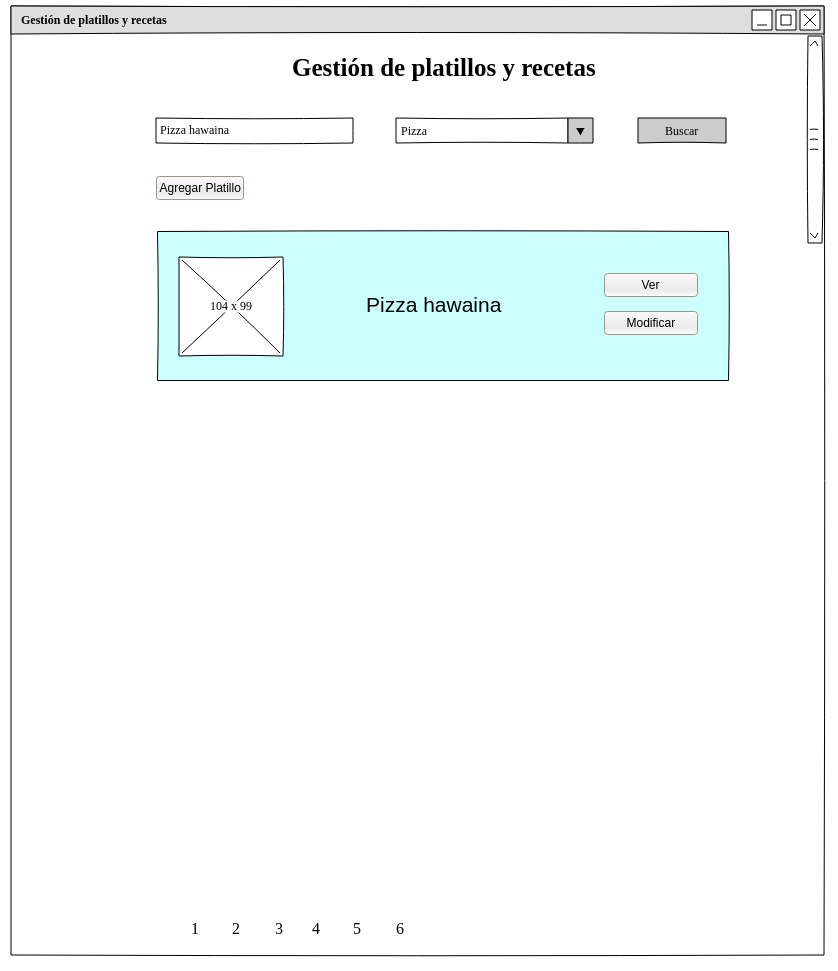 Gestión de platillos y recetas
Gestión de platillos y recetas
Pizza hawaina
Pizza
Buscar
Agregar Platillo
104 x 99
Pizza hawaina
Ver
Modificar
1 2 3 4 5 6